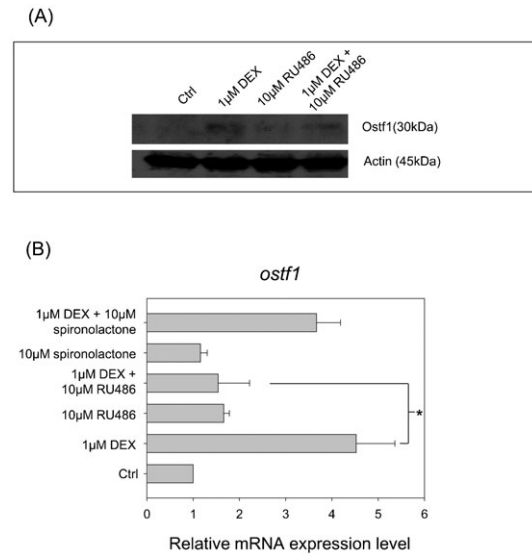 (A)
Ctrl
1µM DEX
10µM RU486
1µM DEX +
10µM RU486
Ostf1(30kDa)
Actin (45kDa)
(B)
ostf1
1µM DEX + 10µM
spironolactone
10µM spironolactone
1µM DEX +
10µM RU486
10µM RU486
1µM DEX
Ctrl
*
0 1 2 3 4 5 6
Relative mRNA expression level